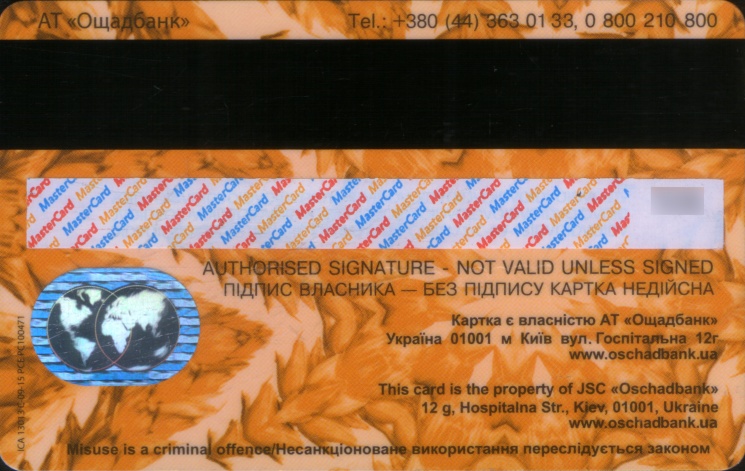 АТ «Ощадбанк» Tel.: +380 (44) 363 01 33, 0 800 210 800
MasterCard
AUTHORISED SIGNATURE - NOT VALID UNLESS SIGNED
ПІДПИС ВЛАСНИКА — БЕЗ ПІДПИСУ КАРТКА НЕДІЙСНА
Картка є власністю АТ «Ощадбанк»
Україна 01001 м Київ вул. Госпітальна 12г
www.oschadbank.ua
This card is the property of JSC «Oschadbank»
12 g, Hospitalna Str., Kiev, 01001, Ukraine
www.oschadbank.ua
Misuse is a criminal offence/Несанкціоноване використання переслідується законом